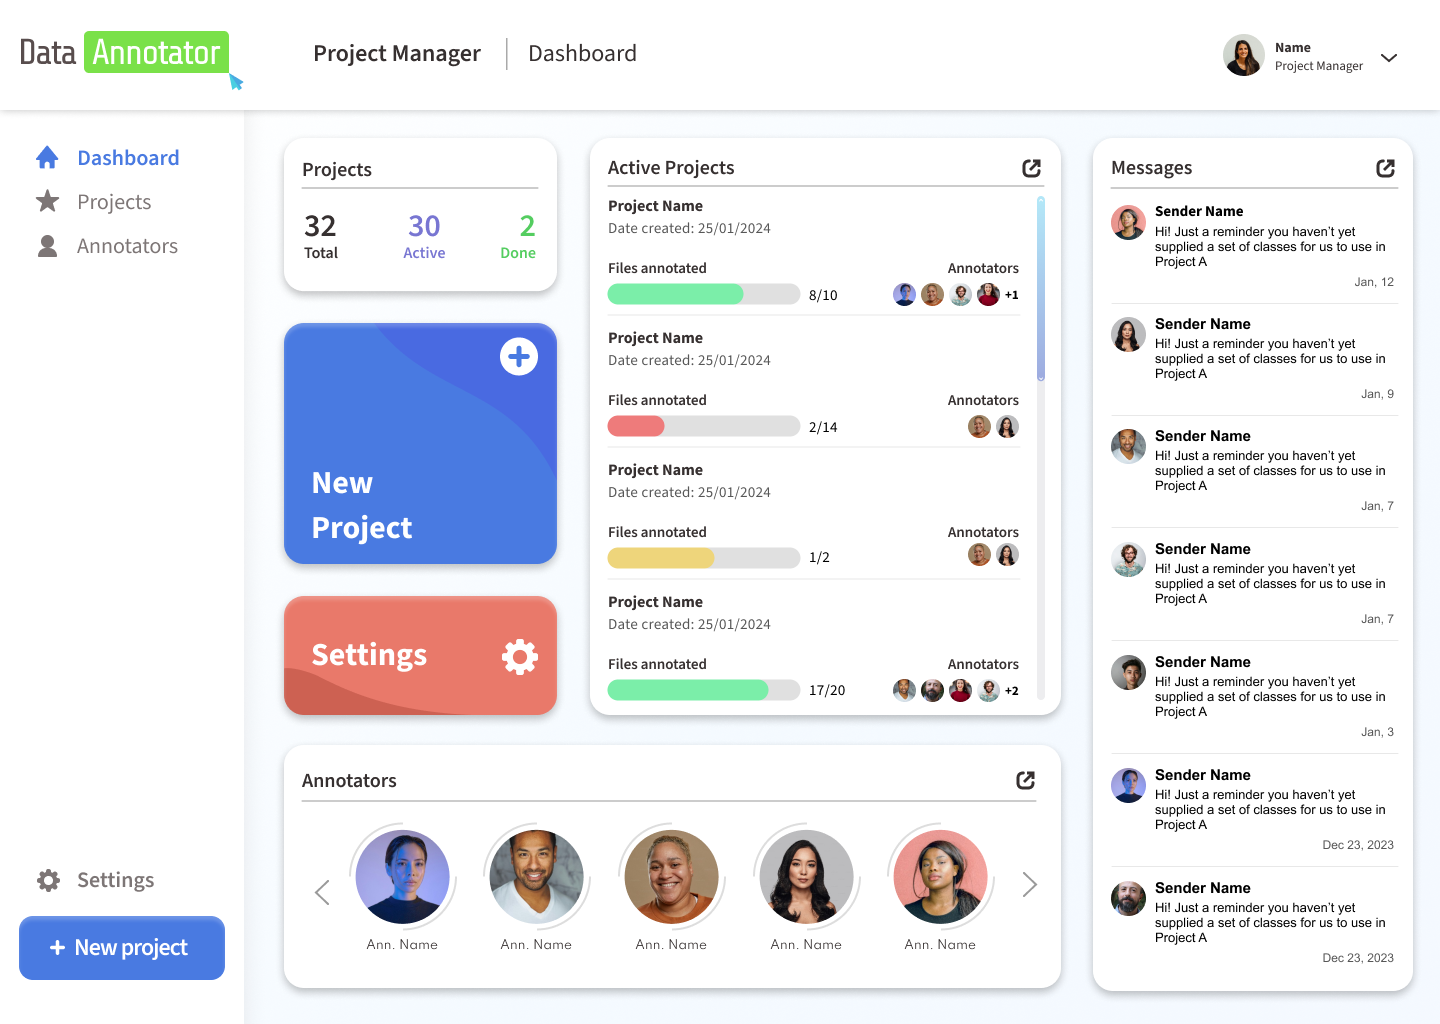 Data Annotator
Project Manager
Dashboard
Name
Project Manager
Dashboard
Projects
Annotators
Settings
+ New project
Projects
32
30
2
Total
Active
Done
New
Project
Settings
Active Projects
Project Name
Date created: 25/01/2024
Files annotated
Annotators
8/10
+1
Project Name
Date created: 25/01/2024
Files annotated
Annotators
2/14
Project Name
Date created: 25/01/2024
Files annotated
Annotators
1/2
Project Name
Date created: 25/01/2024
Files annotated
Annotators
17/20
+2
Annotators
Ann. Name
Ann. Name
Ann. Name
Ann. Name
Ann. Name
Messages
Sender Name
Hi! Just a reminder you haven't yet
supplied a set of classes for us to use in
Project A
Jan, 12
Sender Name
Hi! Just a reminder you haven't yet
supplied a set of classes for us to use in
Project A
Jan, 9
Sender Name
Hi! Just a reminder you haven't yet
supplied a set of classes for us to use in
Project A
Jan, 7
Sender Name
Hi! Just a reminder you haven't yet
supplied a set of classes for us to use in
Project A
Jan, 7
Sender Name
Hi! Just a reminder you haven't yet
supplied a set of classes for us to use in
Project A
Jan, 3
Sender Name
Hi! Just a reminder you haven't yet
supplied a set of classes for us to use in
Project A
Dec 23, 2023
Sender Name
Hi! Just a reminder you haven't yet
supplied a set of classes for us to use in
Project A
Dec 23, 2023